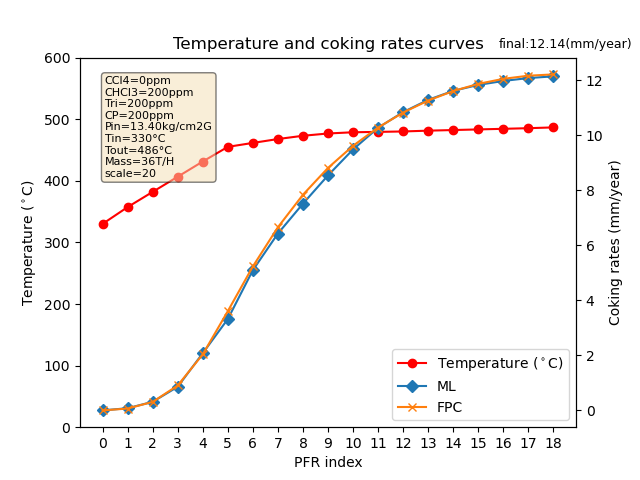 Temperature and coking rates curves
final:12.14(mm/year)
CCl4=0ppm
CHCl3=200ppm
Tri=200ppm
CP=200ppm
Pin=13.40kg/cm2G
Tin=330°C
Tout=486°C
Mass=36T/H
scale=20
600
500
400
300
200
100
0
Temperature (°C)
12
10
8
6
4
2
0
Coking rates (mm/year)
Temperature (°C)
ML
FPC
0 1 2 3 4 5 6 7 8 9 10 11 12 13 14 15 16 17 18
PFR index